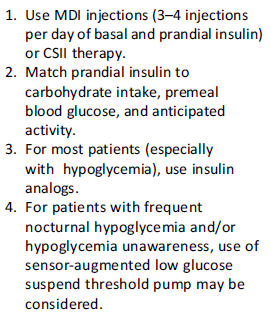 1. Use MDI injections (3–4 injections
per day of basal and prandial insulin)
or CSII therapy.
2. Match prandial insulin to
carbohydrate intake, premeal
blood glucose, and anticipated
activity.
3. For most patients (especially
with hypoglycemia), use insulin
analogs.
4. For patients with frequent
nocturnal hypoglycemia and/or
hypoglycemia unawareness, use of
sensor-augmented low glucose
suspend threshold pump may be
considered.